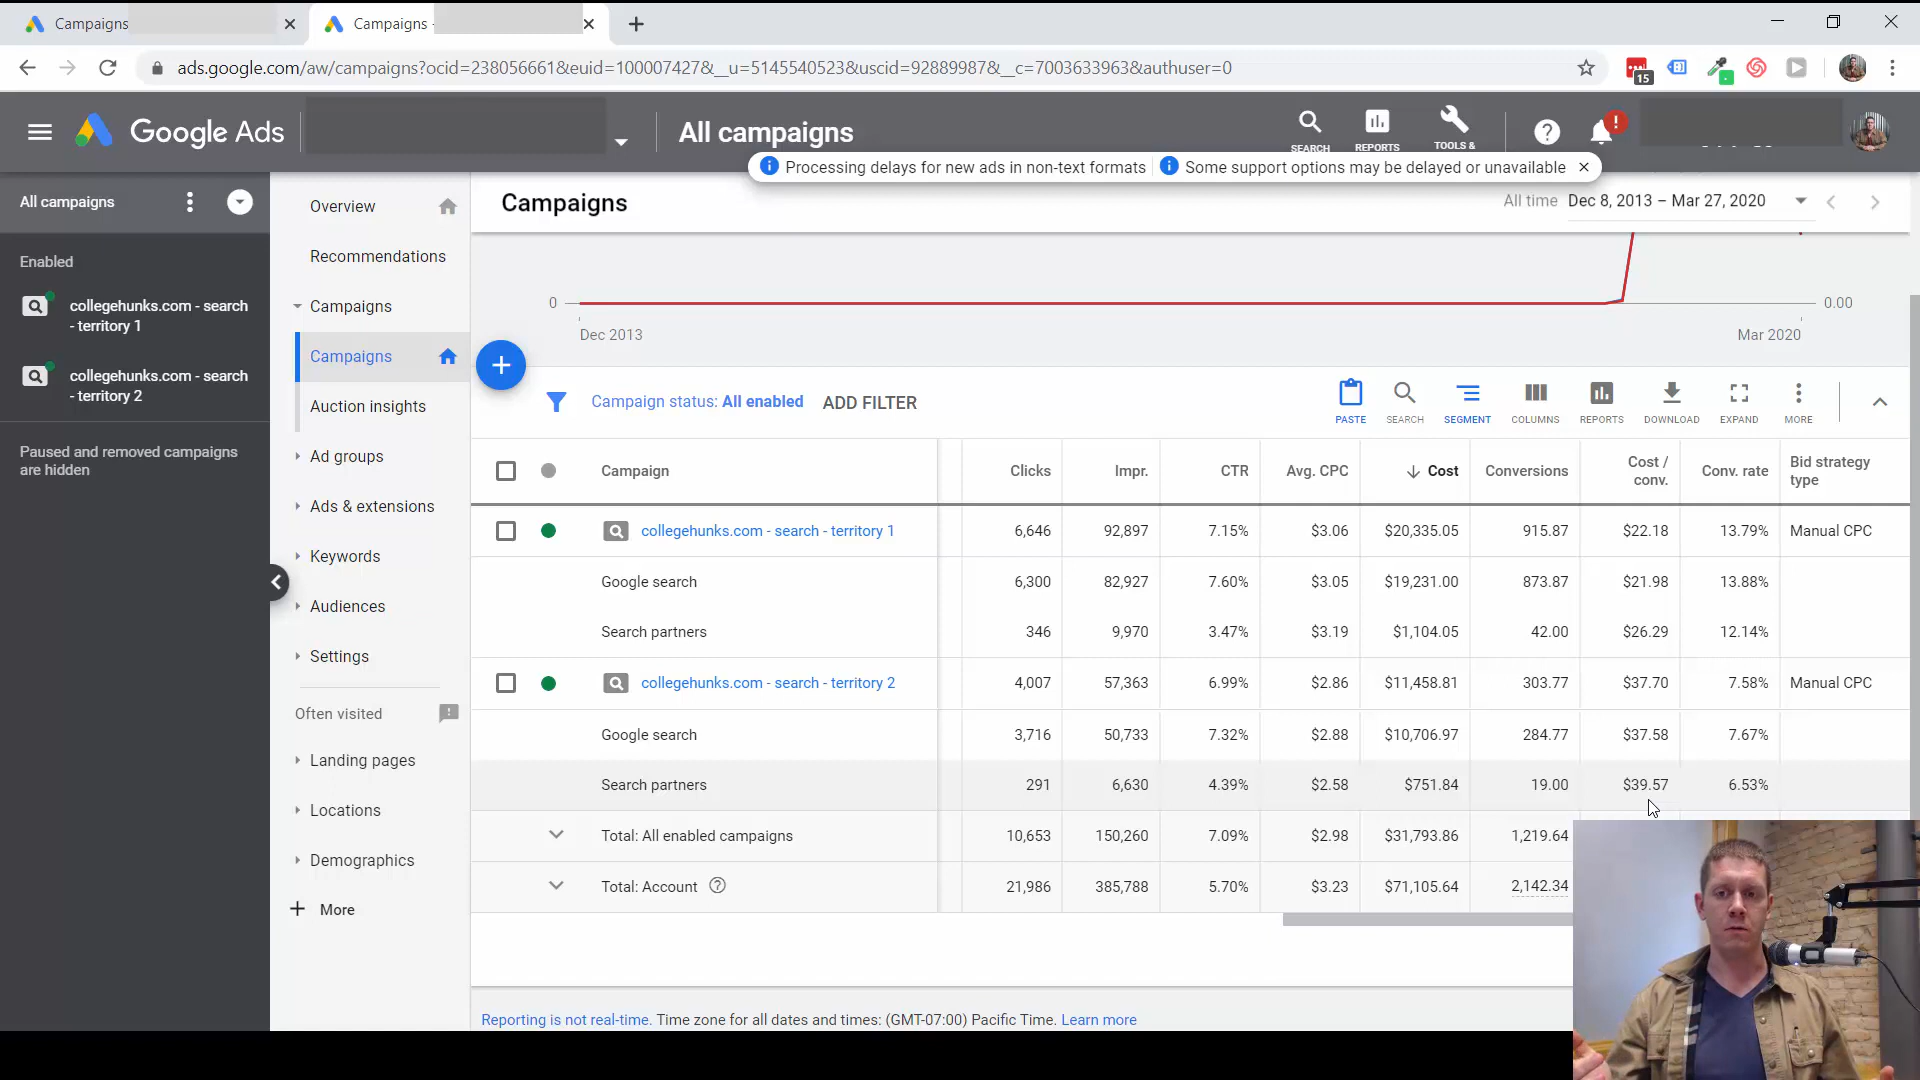 Campaigns
Campaigns -
ads.google.com/aw/campaigns?ocid=238056661&euid=100007427&__u=5145540523&uscid=92889987&__c=7003633963&authuser=0
15
Google Ads
All campaigns
SEARCH
REPORTS
TOOLS &
!
Processing delays for new ads in non-text formats
Some support options may be delayed or unavailable
All campaigns
Enabled
collegehunks.com - search
- territory 1
collegehunks.com - search
- territory 2
Paused and removed campaigns
are hidden
Overview
Recommendations
Campaigns
Campaigns
Auction insights
Ad groups
Ads & extensions
Keywords
Audiences
Settings
Often visited
Landing pages
Locations
Demographics
+ More
Campaigns
All time Dec 8, 2013 – Mar 27, 2020
0
0.00
Dec 2013
Mar 2020
Campaign status: All enabled
ADD FILTER
PASTE
SEARCH
SEGMENT
COLUMNS
REPORTS
DOWNLOAD
EXPAND
MORE
Campaign Clicks Impr. CTR Avg. CPC Cost Conversions Cost / conv. Conv. rate Bid strategy type
collegehunks.com - search - territory 1 6,646 92,897 7.15% $3.06 $20,335.05 915.87 $22.18 13.79% Manual CPC
Google search 6,300 82,927 7.60% $3.05 $19,231.00 873.87 $21.98 13.88%
Search partners 346 9,970 3.47% $3.19 $1,104.05 42.00 $26.29 12.14%
collegehunks.com - search - territory 2 4,007 57,363 6.99% $2.86 $11,458.81 303.77 $37.70 7.58% Manual CPC
Google search 3,716 50,733 7.32% $2.88 $10,706.97 284.77 $37.58 7.67%
Search partners 291 6,630 4.39% $2.58 $751.84 19.00 $39.57 6.53%
Total: All enabled campaigns 10,653 150,260 7.09% $2.98 $31,793.86 1,219.64
Total: Account 21,986 385,788 5.70% $3.23 $71,105.64 2,142.34
Reporting is not real-time. Time zone for all dates and times: (GMT-07:00) Pacific Time. Learn more